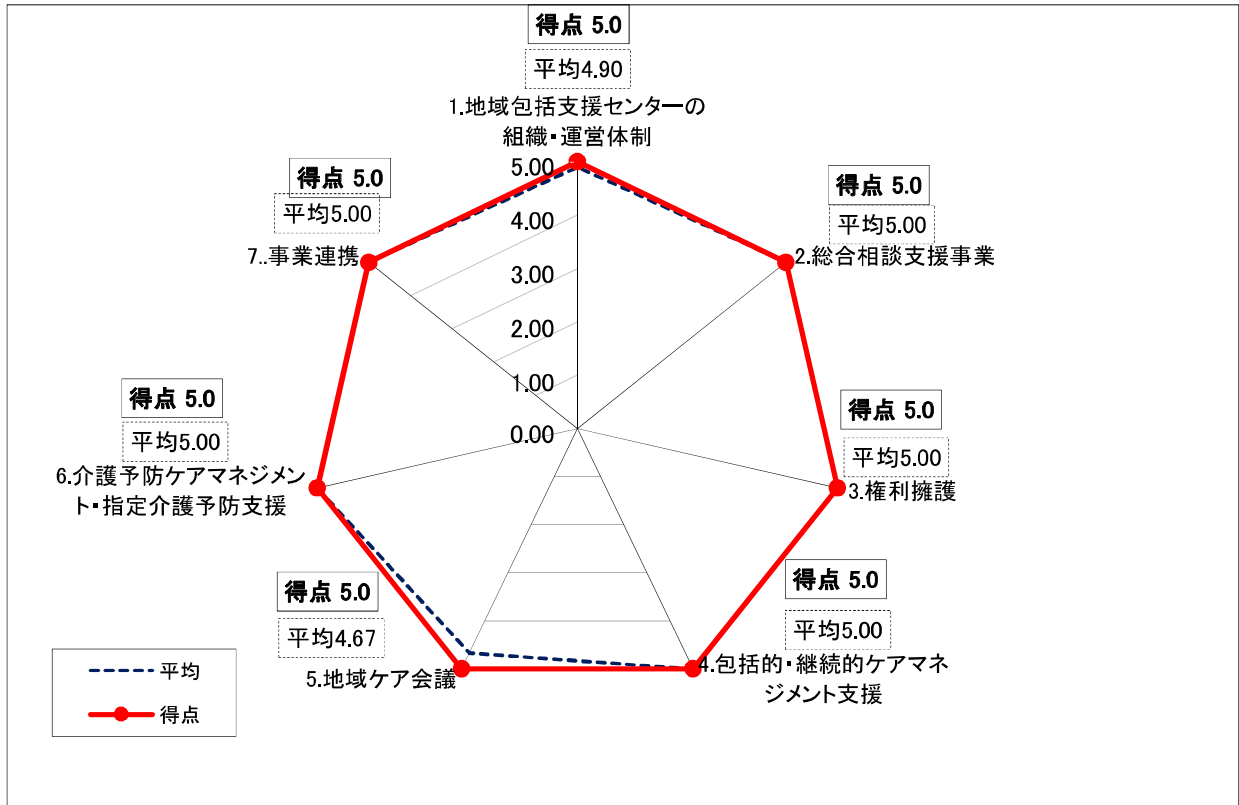 得点 5.0
平均4.90
1.地域包括支援センターの
組織・運営体制
得点 5.0
平均5.00
7..事業連携
得点 5.0
平均5.00
2.総合相談支援事業
5.00
4.00
3.00
2.00
1.00
0.00
得点 5.0
平均5.00
6.介護予防ケアマネジメン
ト・指定介護予防支援
得点 5.0
平均5.00
3.権利擁護
得点 5.0
平均4.67
5.地域ケア会議
得点 5.0
平均5.00
4.包括的・継続的ケアマネ
ジメント支援
平均
得点